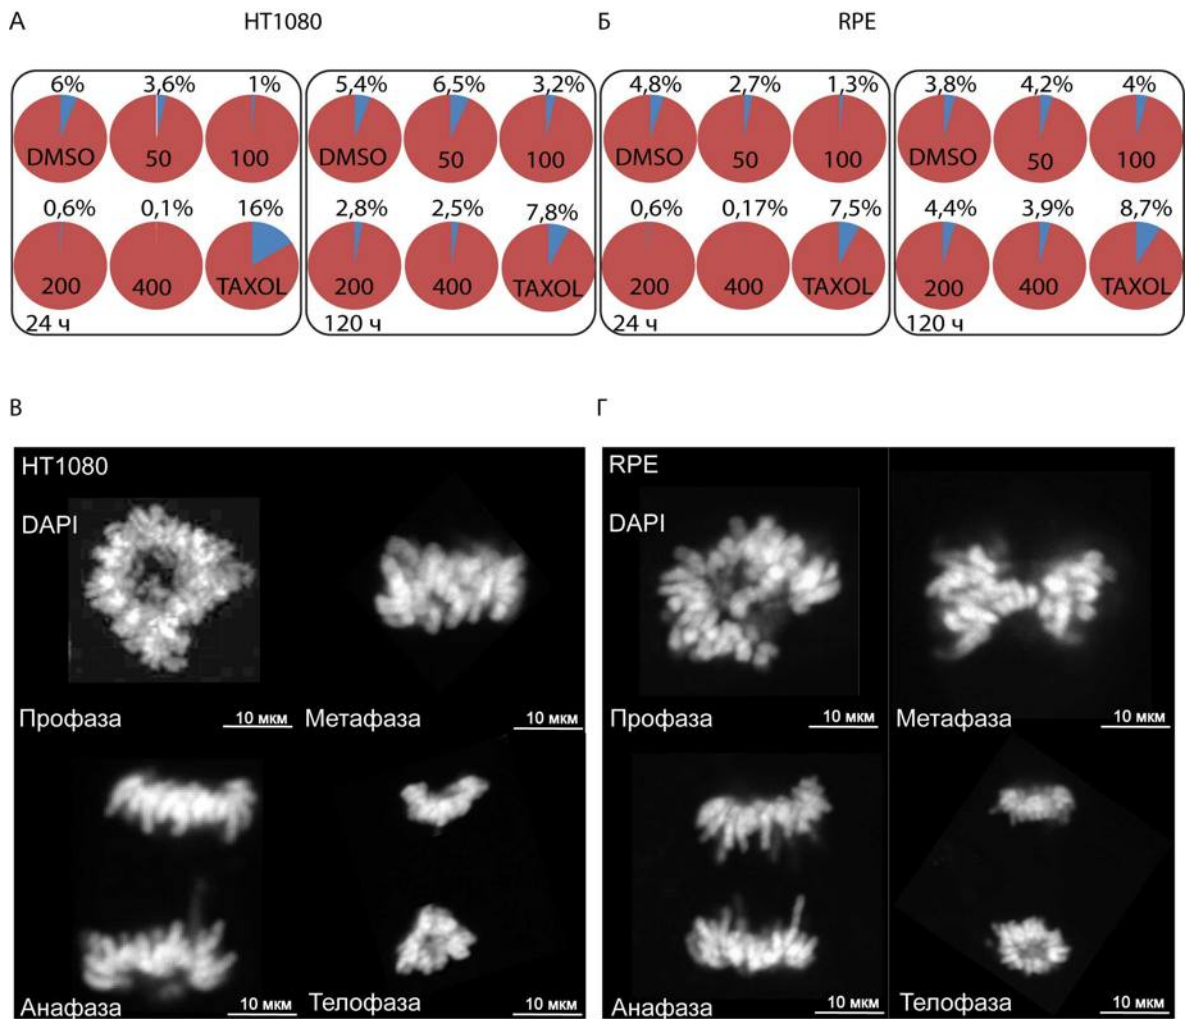 А HT1080 Б RPE
6% 3,6% 1% 5,4% 6,5% 3,2% 4,8% 2,7% 1,3% 3,8% 4,2% 4%
DMSO 50 100 DMSO 50 100 DMSO 50 100 DMSO 50 100
0,6% 0,1% 16% 2,8% 2,5% 7,8% 0,6% 0,17% 7,5% 4,4% 3,9% 8,7%
200 400 TAXOL 200 400 TAXOL 200 400 TAXOL 200 400 TAXOL
24 ч 120 ч 24 ч 120 ч
В Г
HT1080 RPE
DAPI DAPI
Профаза 10 мкм Метафаза 10 мкм Профаза 10 мкм Метафаза 10 мкм
Анафаза 10 мкм Телофаза 10 мкм Анафаза 10 мкм Телофаза 10 мкм